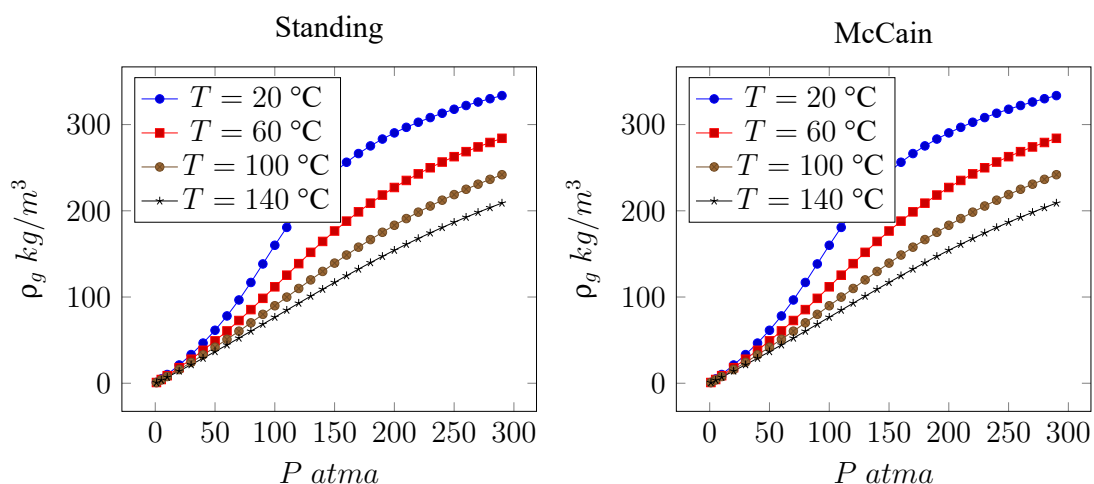 Standing
T = 20 °C
T = 60 °C
T = 100 °C
T = 140 °C
300
200
100
0
ρg kg/m³
0 50 100 150 200 250 300
P atma
McCain
T = 20 °C
T = 60 °C
T = 100 °C
T = 140 °C
300
200
100
0
ρg kg/m³
0 50 100 150 200 250 300
P atma